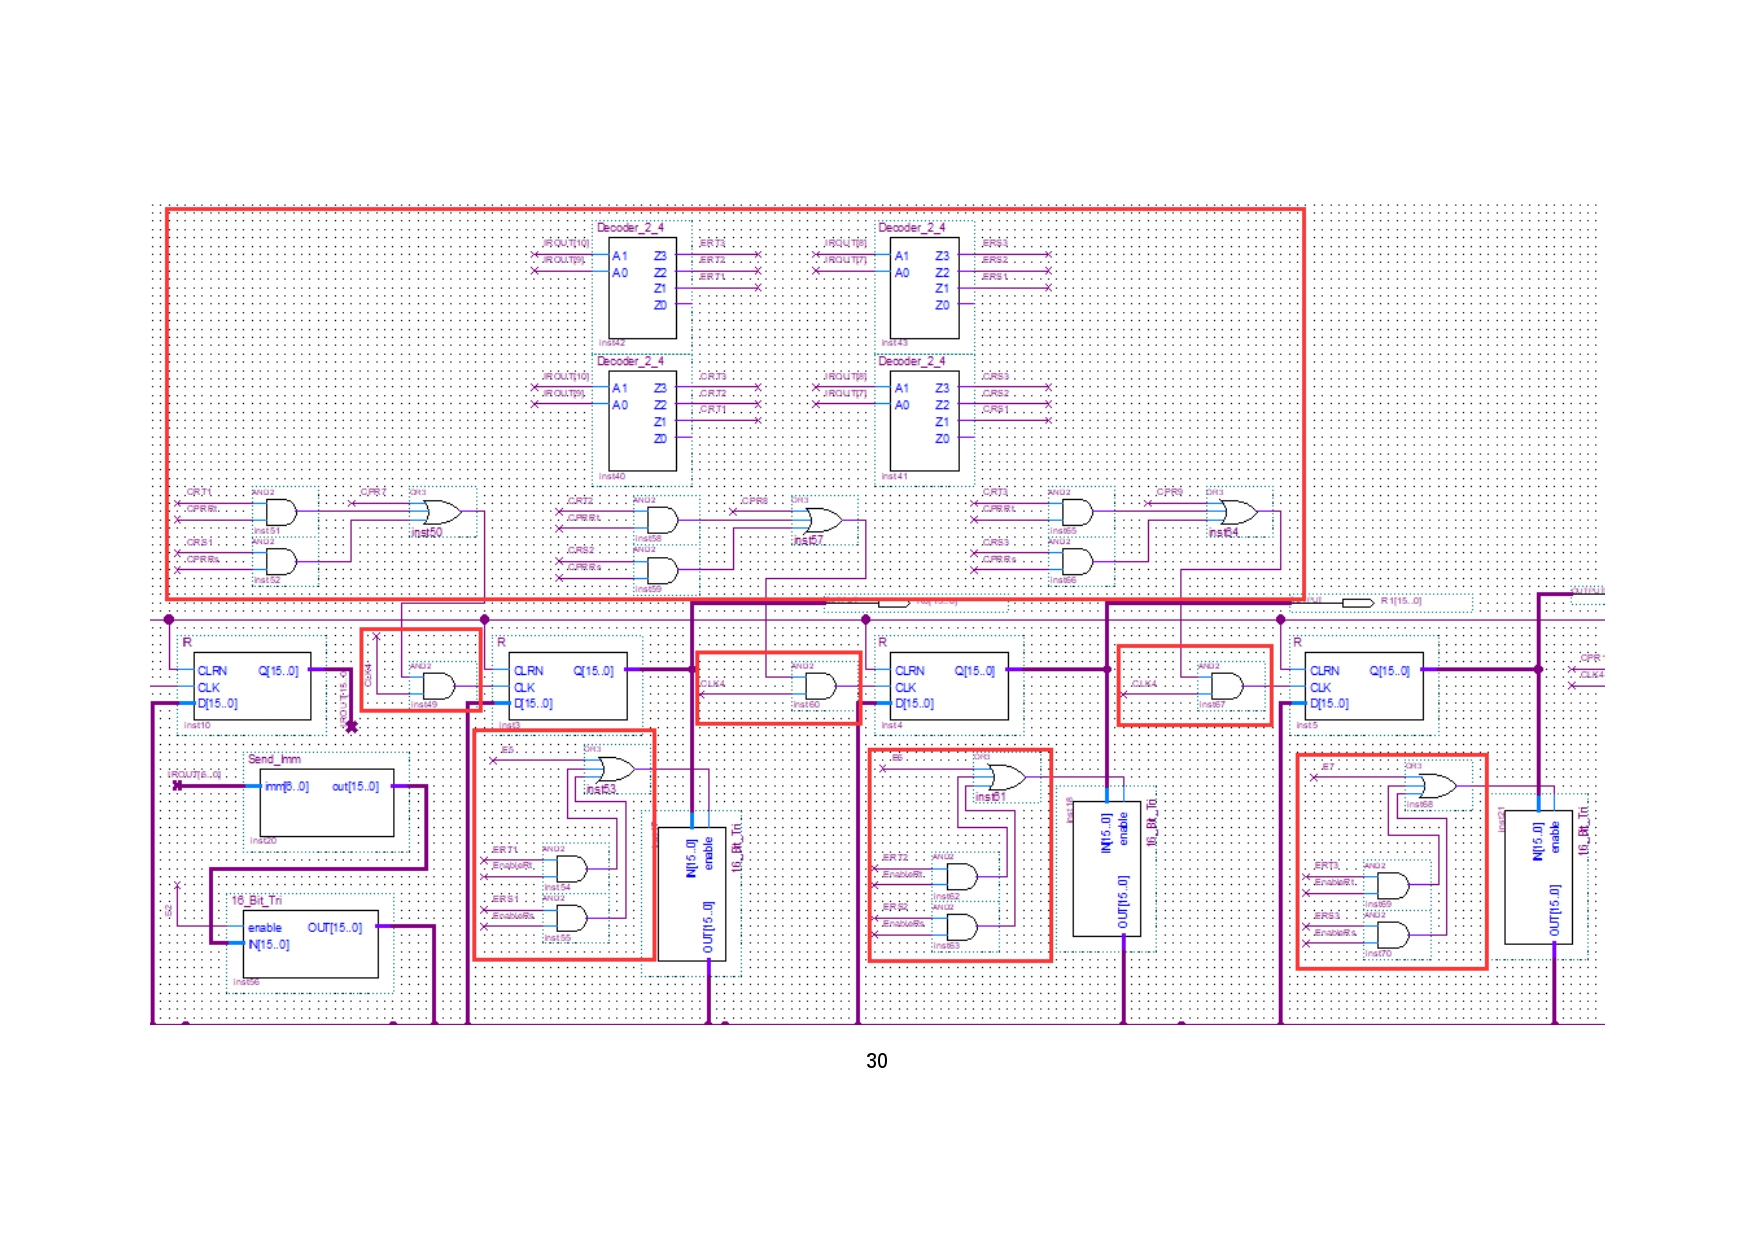 Decoder_2_4 Decoder_2_4
IROUT[10] ERT3 IROUT[8] ERS3
IROUT[9] A1 Z3 ERT2 IROUT[7] A1 Z3 ERS2
A0 Z2 ERT1 A0 Z2 ERS1
Z1 Z1
Z0 Z0
inst42 inst43
Decoder_2_4 Decoder_2_4
IROUT[10] CRT3 IROUT[8] CRS3
IROUT[9] A1 Z3 CRT2 IROUT[7] A1 Z3 CRS2
A0 Z2 CRT1 A0 Z2 CRS1
Z1 Z1
Z0 Z0
inst40 inst41
CRT1 AND2 CPR7 OR3 CRT2 AND2 CPR8 OR3 CRT3 AND2 CPR9 OR3
CPRRt CPRRt CPRRt
inst51 inst50 inst58 inst57 inst65 inst64
CRS1 AND2 CRS2 AND2 CRS3 AND2
CPRRs CPRRs CPRRs
inst52 inst59 inst66
R1[15..0]
R R R R
CLRN Q[15..0] CLK4 AND2 CLRN Q[15..0] CLK4 AND2 CLRN Q[15..0] CLK4 AND2 CLRN Q[15..0] CPR
CLK CLK CLK CLK CLK4
D[15..0] D[15..0] D[15..0] D[15..0]
inst10 inst49 inst3 inst60 inst4 inst67 inst5
Send_Imm E5 OR3 E6 OR3 E7 OR3
IROUT[6..0] imm[6..0] out[15..0] inst53 inst61 inst68
inst20
IN[15..0] enable 16_Bit_Tri IN[15..0] enable 16_Bit_Tri IN[15..0] enable 16_Bit_Tri
OUT[15..0] OUT[15..0] OUT[15..0]
ERT1 AND2 ERT2 AND2 ERT3 AND2
EnableRt EnableRt EnableRt
inst54 inst62 inst69
ERS1 AND2 ERS2 AND2 ERS3 AND2
EnableRs EnableRs EnableRs
inst55 inst63 inst70
16_Bit_Tri
enable OUT[15..0]
IN[15..0]
inst56
30